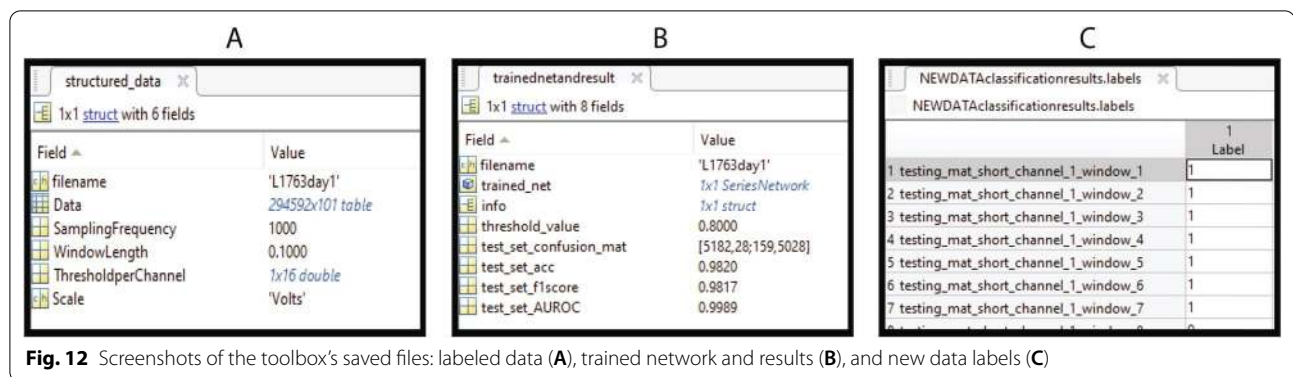 A
structured_data
1x1 struct with 6 fields
Field Value
filename 'L1763day1'
Data 294592x101 table
SamplingFrequency 1000
WindowLength 0.1000
ThresholdperChannel 1x16 double
Scale 'Volts'
B
trainednetandresult
1x1 struct with 8 fields
Field Value
filename 'L1763day1'
trained_net 1x1 SeriesNetwork
info 1x1 struct
threshold_value 0.8000
test_set_confusion_mat [5182,28;159,5028]
test_set_acc 0.9820
test_set_f1score 0.9817
test_set_AUROC 0.9989
C
NEWDATAclassificationresults.labels
NEWDATAclassificationresults.labels
1
Label
1 testing_mat_short_channel_1_window_1 1
2 testing_mat_short_channel_1_window_2 1
3 testing_mat_short_channel_1_window_3 1
4 testing_mat_short_channel_1_window_4 1
5 testing_mat_short_channel_1_window_5 1
6 testing_mat_short_channel_1_window_6 1
7 testing_mat_short_channel_1_window_7 1
Fig. 12 Screenshots of the toolbox's saved files: labeled data (A), trained network and results (B), and new data labels (C)